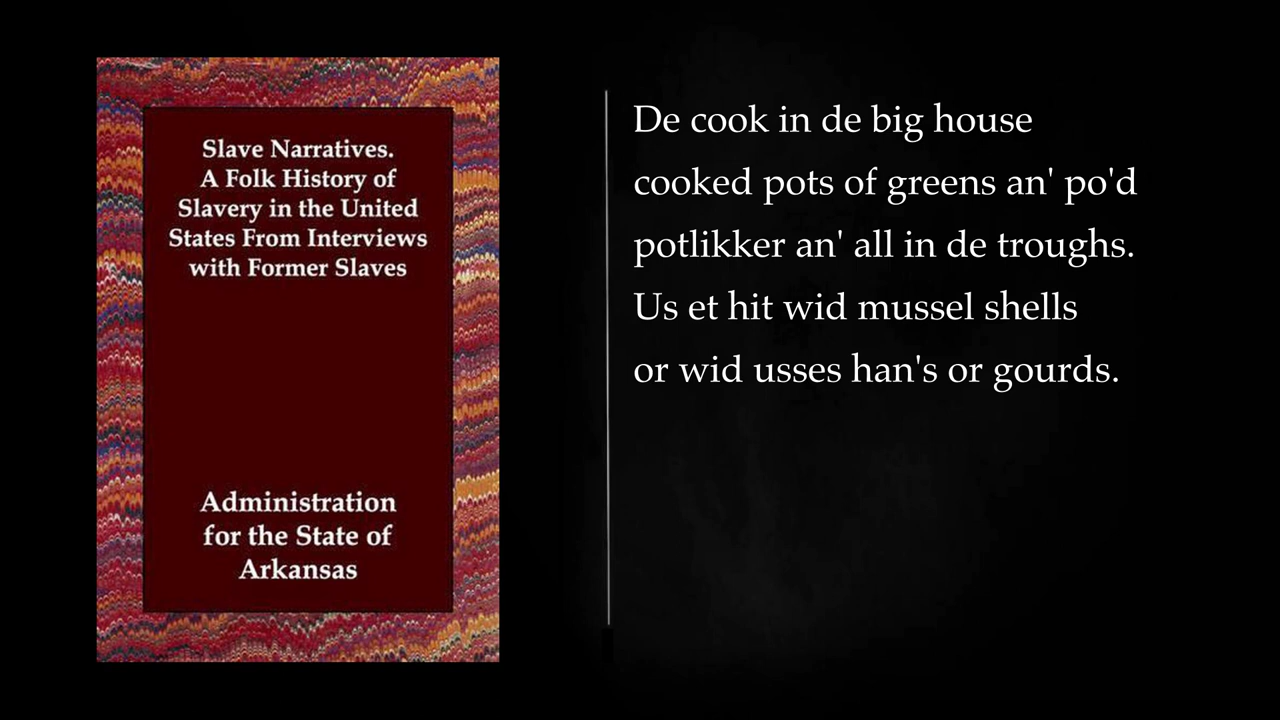 Slave Narratives.
A Folk History of
Slavery in the United
States From Interviews
with Former Slaves
Administration
for the State of
Arkansas
De cook in de big house
cooked pots of greens an' po'd
potlikker an' all in de troughs.
Us et hit wid mussel shells
or wid usses han's or gourds.